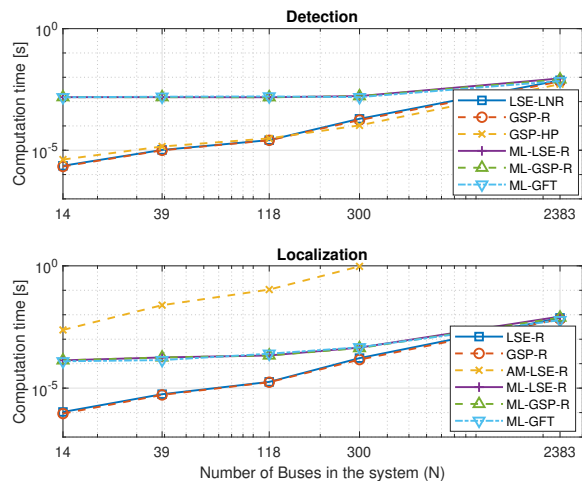 Detection
Computation time [s]
10^0
10^-5
14
39
118
300
2383
LSE-LNR
GSP-R
GSP-HP
ML-LSE-R
ML-GSP-R
ML-GFT
Localization
Computation time [s]
10^0
10^-5
14
39
118
300
2383
LSE-R
GSP-R
AM-LSE-R
ML-LSE-R
ML-GSP-R
ML-GFT
Number of Buses in the system (N)